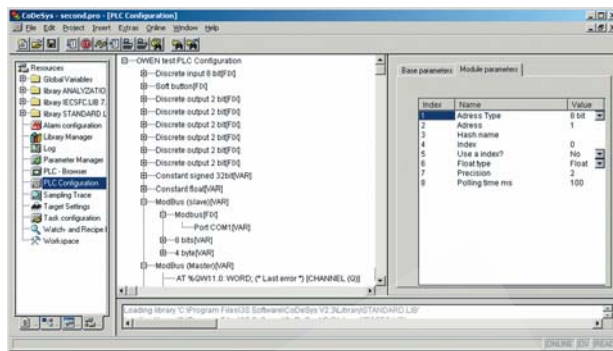 CoDeSys - second.pro - [PLC Configuration]
File Edit Project Insert Extras Online Window Help
Resources
Global Variables
library ANALYZATIO
library IECSFC.LIB 7.
library STANDARD.L
Alarm configuration
Library Manager
Log
Parameter Manager
PLC - Browser
PLC Configuration
Sampling Trace
Target Settings
Task configuration
Watch- and Recipe
Workspace
OWEN test PLC Configuration
Discrete input 8 bit[FIX]
Soft button[FIX]
Discrete output 2 bit[FIX]
Discrete output 2 bit[FIX]
Discrete output 2 bit[FIX]
Discrete output 2 bit[FIX]
Discrete output 2 bit[FIX]
Constant signed 32bit[VAR]
Constant float[VAR]
ModBus (slave)[VAR]
Modbus[FIX]
Port COM1[VAR]
8 bits[VAR]
4 byte[VAR]
ModBus (Master)[VAR]
AT %QW11.0: WORD; (* Last error *) [CHANNEL (Q)]
Base parameters Module parameters
Index Name Value
1 Adress Type 8 bit
2 Adress 1
3 Hash name
4 Index 0
5 Use a index? No
6 Float type Float
7 Precision 2
8 Polling time ms 100
Loading library 'C:\Program Files\3S Software\CoDeSys V2.3\Library\STANDARD.LIB'
ONLINE OV READ